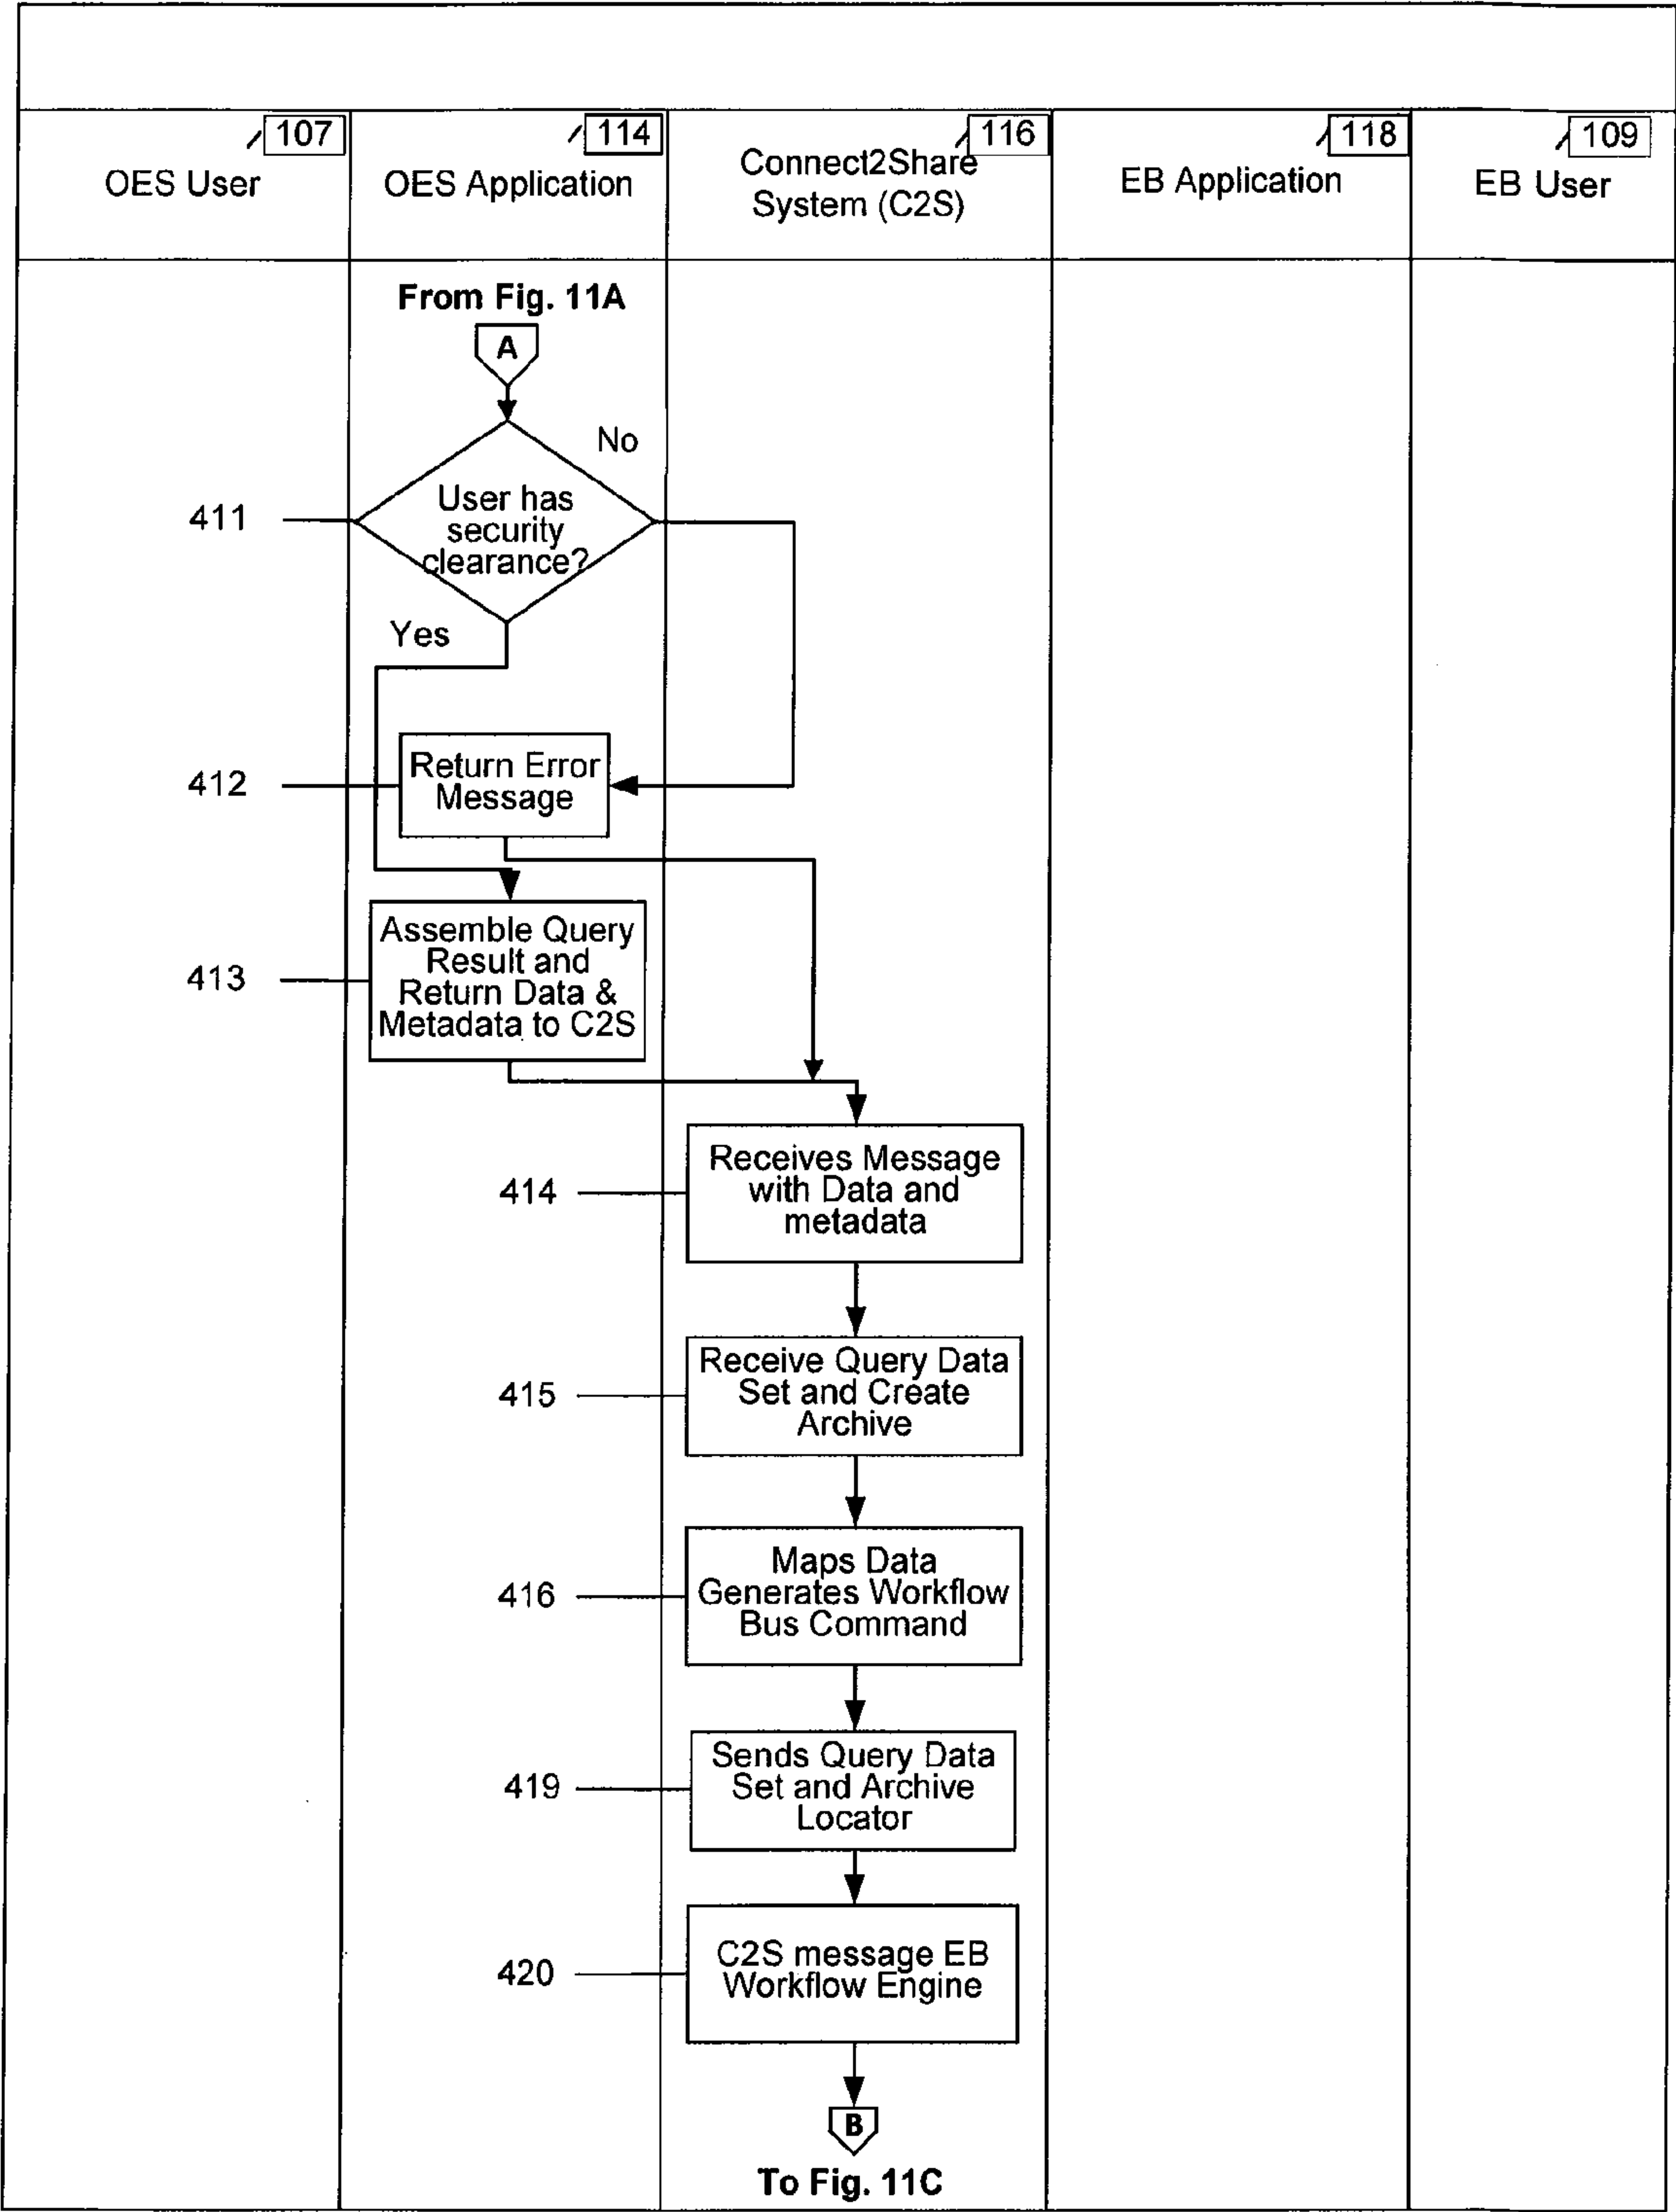 107
OES User
114
OES Application
116
Connect2Share
System (C2S)
118
EB Application
109
EB User
From Fig. 11A
A
No
411
User has
security
clearance?
Yes
412
Return Error
Message
413
Assemble Query
Result and
Return Data &
Metadata to C2S
414
Receives Message
with Data and
metadata
415
Receive Query Data
Set and Create
Archive
416
Maps Data
Generates Workflow
Bus Command
419
Sends Query Data
Set and Archive
Locator
420
C2S message EB
Workflow Engine
B
To Fig. 11C